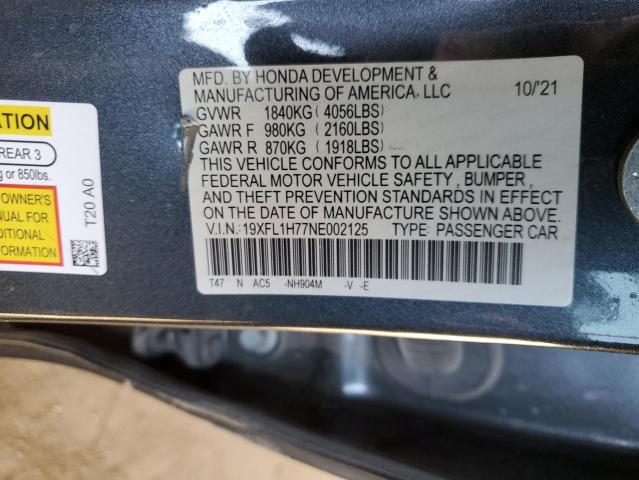 ATION
REAR 3
g or 850lbs.
OWNER'S
NUAL FOR
DITIONAL
FORMATION
T20 A0
MFD. BY HONDA DEVELOPMENT &
MANUFACTURING OF AMERICA, LLC 10/'21
GVWR 1840KG (4056LBS)
GAWR F 980KG (2160LBS)
GAWR R 870KG (1918LBS)
THIS VEHICLE CONFORMS TO ALL APPLICABLE
FEDERAL MOTOR VEHICLE SAFETY, BUMPER,
AND THEFT PREVENTION STANDARDS IN EFFECT
ON THE DATE OF MANUFACTURE SHOWN ABOVE.
V.I.N.:19XFL1H77NE002125 TYPE: PASSENGER CAR
T47 N AC5 -NH904M -V -E